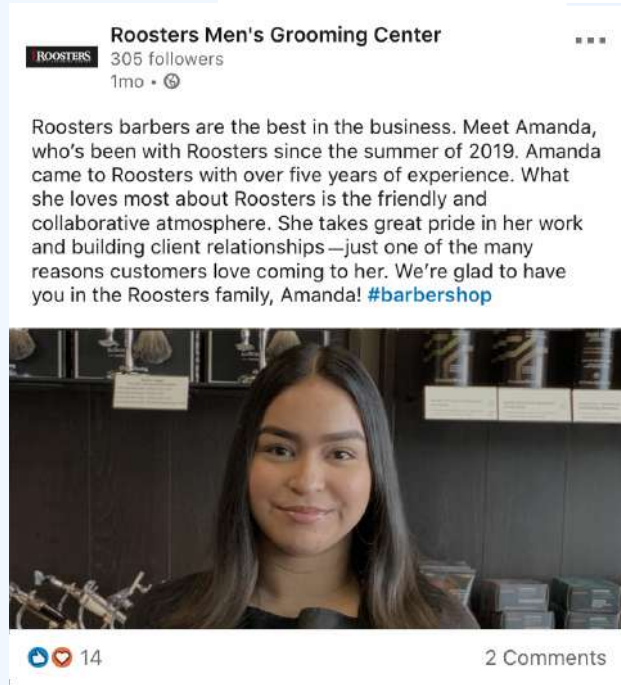 ROOSTERS
Roosters Men's Grooming Center
305 followers
1mo •
Roosters barbers are the best in the business. Meet Amanda,
who's been with Roosters since the summer of 2019. Amanda
came to Roosters with over five years of experience. What
she loves most about Roosters is the friendly and
collaborative atmosphere. She takes great pride in her work
and building client relationships—just one of the many
reasons customers love coming to her. We're glad to have
you in the Roosters family, Amanda! #barbershop
14
2 Comments